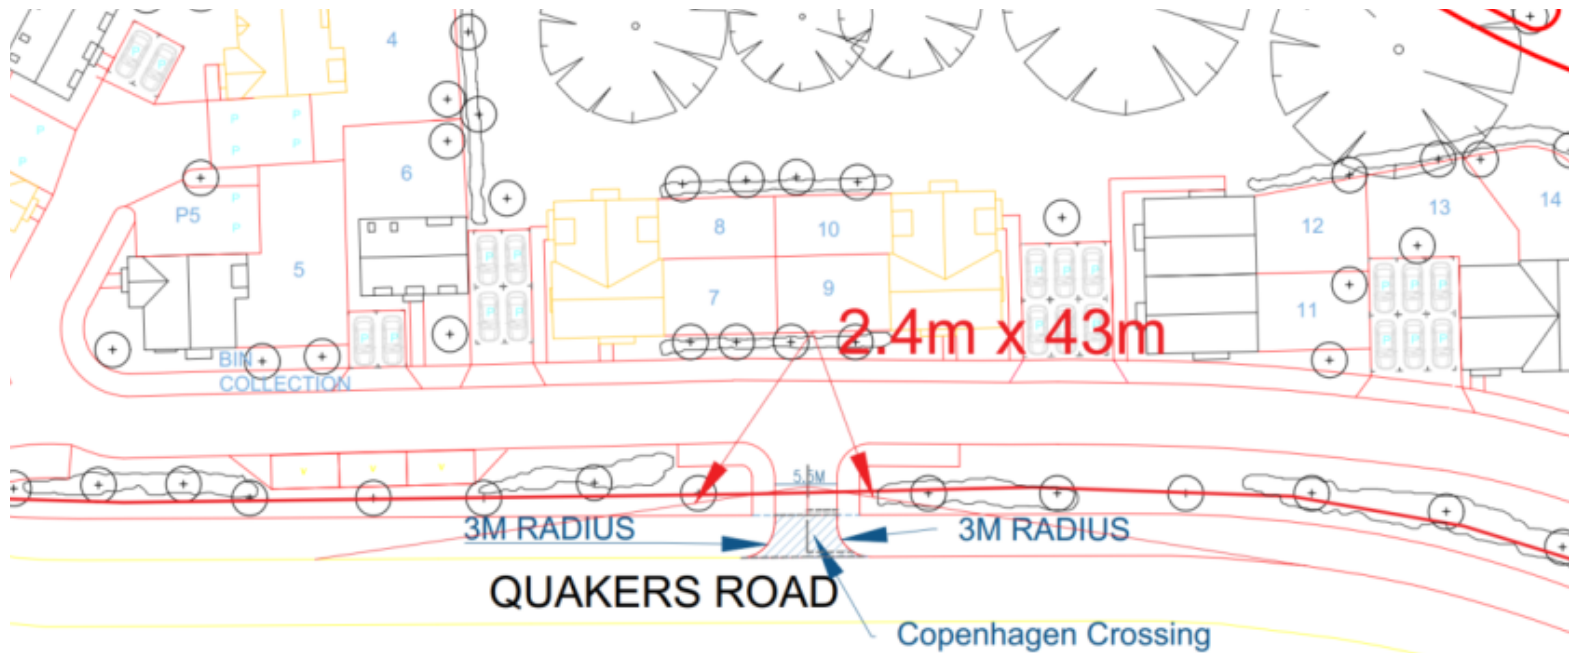 4
6
P5
5
BIN
COLLECTION
8
10
7
9
12
13
14
11
2.4m x 43m
5.5M
3M RADIUS
3M RADIUS
QUAKERS ROAD
Copenhagen Crossing
P
P
P
P
P
P
P
P